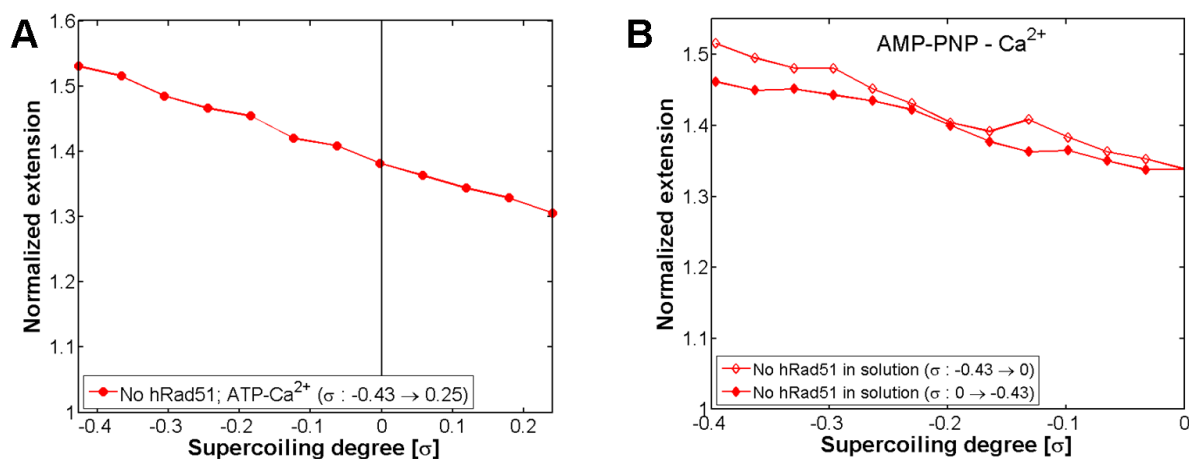 A
Normalized extension
1.6
1.5
1.4
1.3
1.2
1.1
1
No hRad51; ATP-Ca2+ (σ : -0.43 → 0.25)
-0.4
-0.3
-0.2
-0.1
0
0.1
0.2
Supercoiling degree [σ]
B
AMP-PNP - Ca2+
Normalized extension
1.5
1.4
1.3
1.2
1.1
1
No hRad51 in solution (σ : -0.43 → 0)
No hRad51 in solution (σ : 0 → -0.43)
-0.4
-0.3
-0.2
-0.1
0
Supercoiling degree [σ]